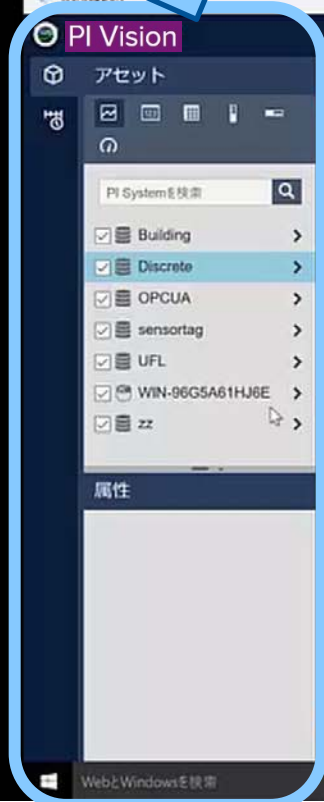 PI Vision
アセット
PI Systemを検索
Building
Discrete
OPCUA
sensortag
UFL
WIN-96G5A61HJ6E
zz
属性
WebとWindowsを検索